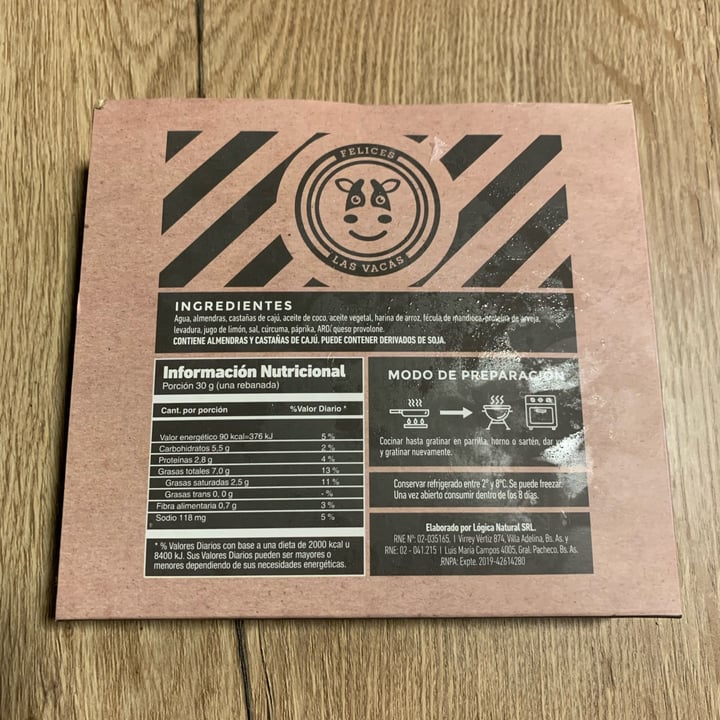 FELICES
LAS VACAS
INGREDIENTES
Agua, almendras, castañas de cajú, aceite de coco, aceite vegetal, harina de arroz, fécula de mandioca, proteína de arveja,
levadura, jugo de limón, sal, cúrcuma, páprika, ARO: queso provolone.
CONTIENE ALMENDRAS Y CASTAÑAS DE CAJÚ. PUEDE CONTENER DERIVADOS DE SOJA.
Información Nutricional
Porción 30 g (una rebanada)
Cant. por porción %Valor Diario *
Valor energético 90 kcal=376 kJ 5 %
Carbohidratos 5,5 g 2 %
Proteínas 2,8 g 4 %
Grasas totales 7,0 g 13 %
Grasas saturadas 2,5 g 11 %
Grasas trans 0, 0 g - %
Fibra alimentaria 0,7 g 3 %
Sodio 118 mg 5 %
* % Valores Diarios con base a una dieta de 2000 kcal u
8400 kJ. Sus Valores Diarios pueden ser mayores o
menores dependiendo de sus necesidades energéticas.
MODO DE PREPARACIÓN
Cocinar hasta gratinar en parrilla, horno o sartén, dar
y gratinar nuevamente.
Conservar refrigerado entre 2° y 8°C. Se puede freezar.
Una vez abierto consumir dentro de los 8 días.
Elaborado por Lógica Natural SRL.
RNE N°: 02-035165. | Virrey Vértiz 874, Villa Adelina, Bs. As. y
RNE: 02 - 041.215 | Luis María Campos 4005, Gral. Pacheco, Bs. As.
RNPA: Expte. 2019-42614280